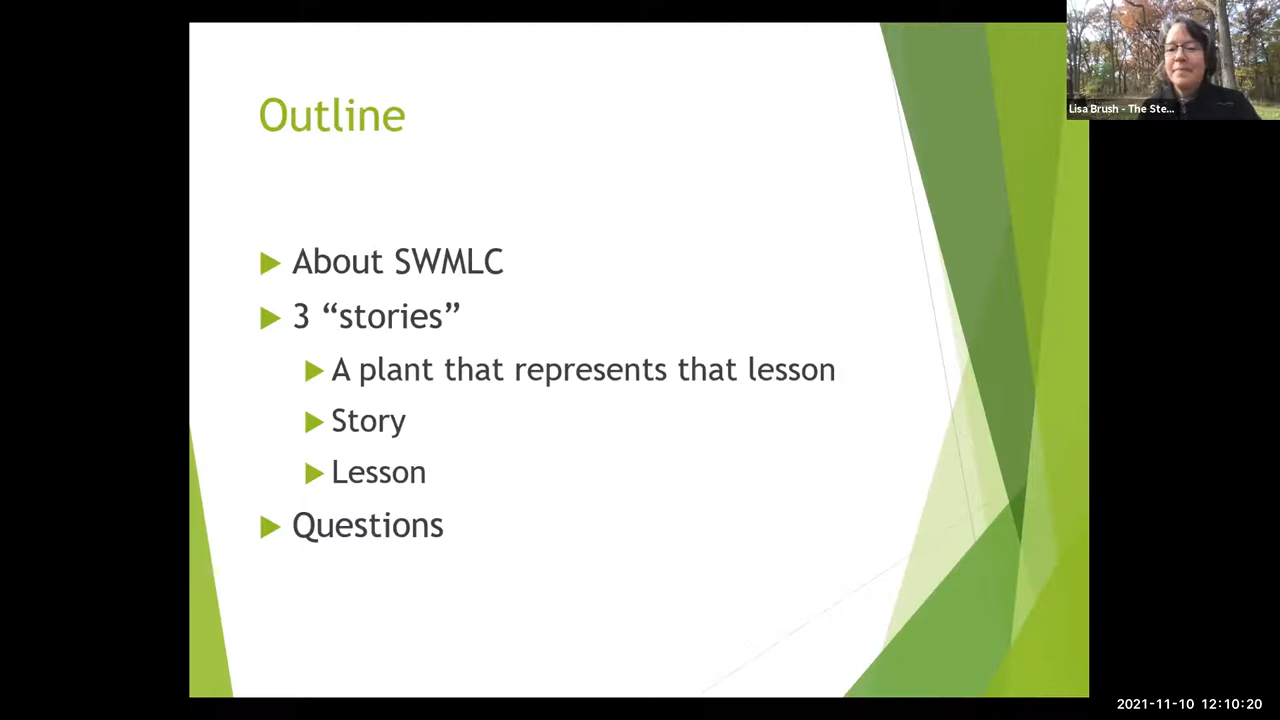 Outline
About SWMLC
3 “stories”
A plant that represents that lesson
Story
Lesson
Questions
Lisa Brush - The Ste...
2021-11-10 12:10:20